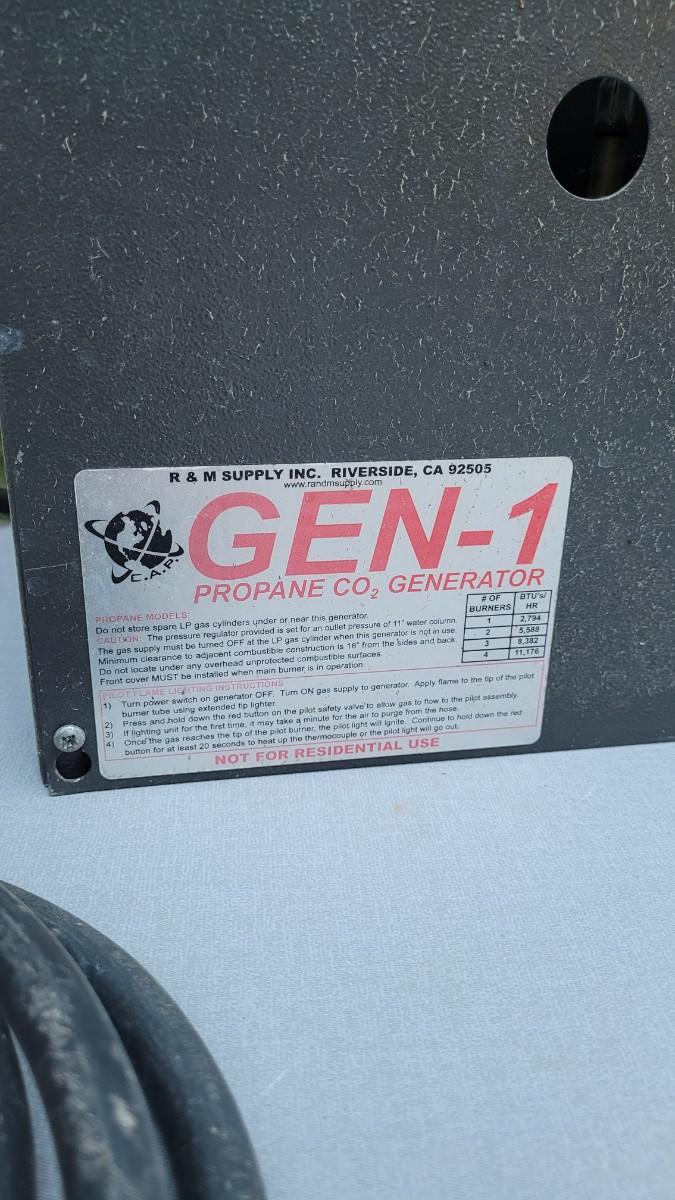 R & M SUPPLY INC. RIVERSIDE, CA 92505
www.randmsupply.com
C.A.P.
GEN-1
PROPANE CO₂ GENERATOR
PROPANE MODELS
Do not store spare LP gas cylinders under or near this generator.
CAUTION: The pressure regulator provided is set for an outlet pressure of 11" water column.
The gas supply must be turned OFF at the LP gas cylinder when this generator is not in use.
Minimum clearance to adjacent combustible construction is 18" from the sides and back.
Do not locate under any overhead unprotected combustible surfaces.
Front cover MUST be installed when main burner is in operation.
# OF BURNERS BTU's/ HR
1 2,794
2 5,588
3 8,382
4 11,176
PILOT FLAME LIGHTING INSTRUCTIONS
1) Turn power switch on generator OFF. Turn ON gas supply to generator. Apply flame to the tip of the pilot
burner tube using extended tip lighter.
2) Press and hold down the red button on the pilot safety valve to allow gas to flow to the pilot assembly.
3) If lighting unit for the first time, it may take a minute for the air to purge from the hose.
4) Once the gas reaches the tip of the pilot burner, the pilot light will ignite. Continue to hold down the red
button for at least 20 seconds to heat up the thermocouple or the pilot light will go out.
NOT FOR RESIDENTIAL USE